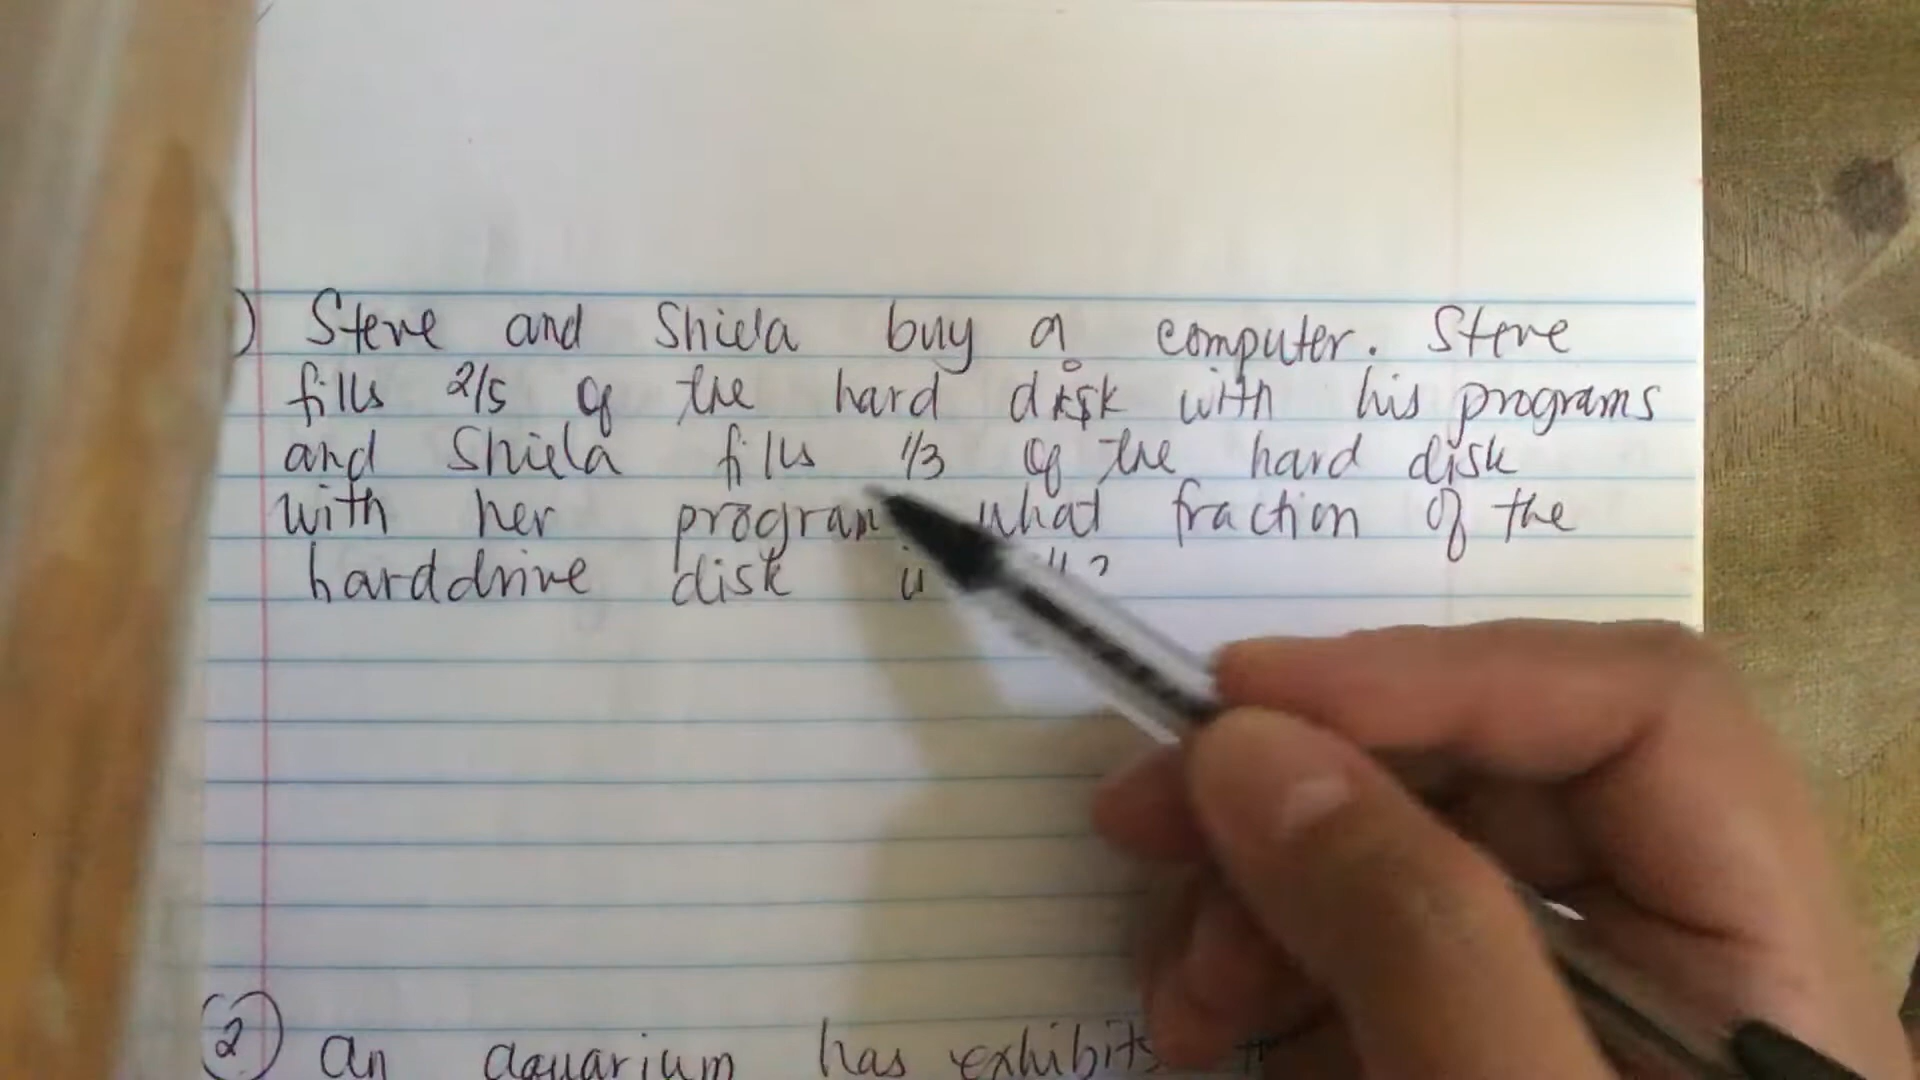 ) Steve and Shiela buy a computer. Steve
fills 2/5 of the hard disk with his programs
and Shiela fills 1/3 of the hard disk
with her program what fraction of the
harddrive disk ?
2) an aquarium has exhibits